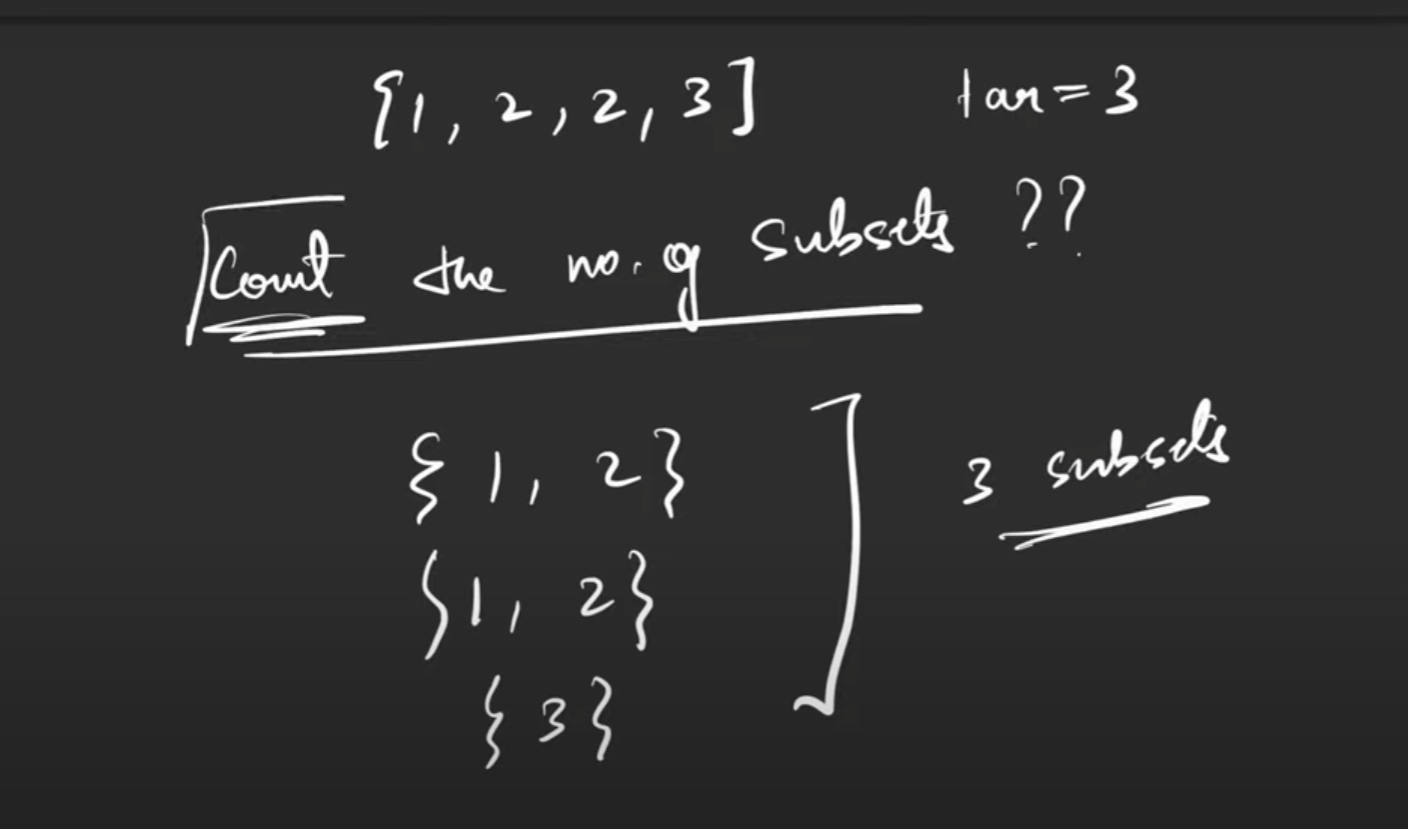 [1, 2, 2, 3] tar = 3
Count the no. of subsets ??
{1, 2}
{1, 2}
{3}
3 subsets